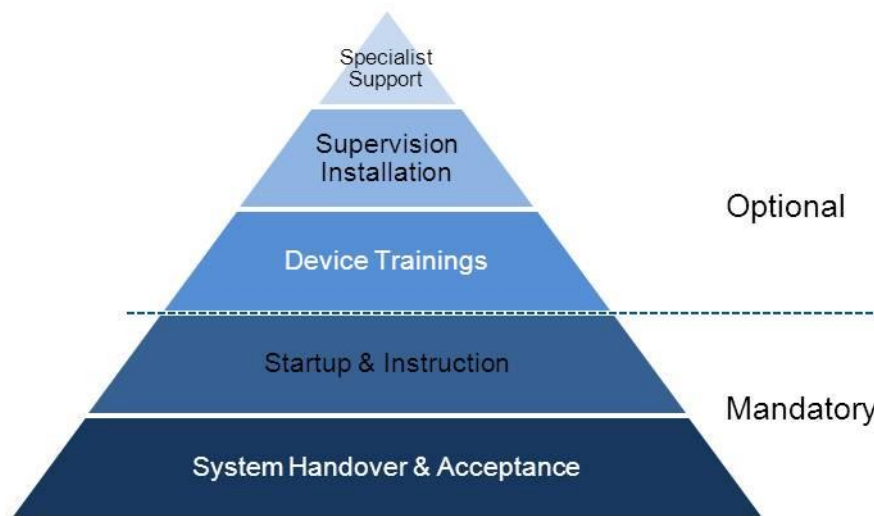 Specialist
Support
Supervision
Installation
Optional
Device Trainings
Startup & Instruction
Mandatory
System Handover & Acceptance